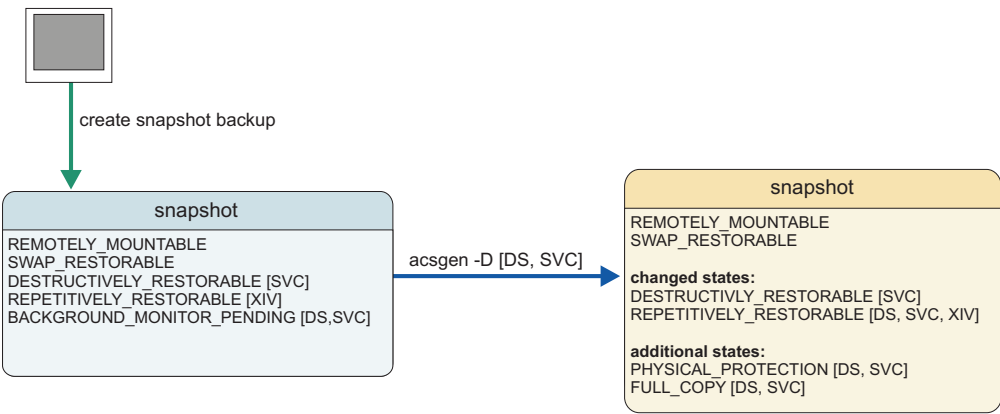 create snapshot backup
snapshot
REMOTELY_MOUNTABLE
SWAP_RESTORABLE
DESTRUCTIVELY_RESTORABLE [SVC]
REPETITIVELY_RESTORABLE [XIV]
BACKGROUND_MONITOR_PENDING [DS,SVC]
acsgen -D [DS, SVC]
snapshot
REMOTELY_MOUNTABLE
SWAP_RESTORABLE
changed states:
DESTRUCTIVLY_RESTORABLE [SVC]
REPETITIVELY_RESTORABLE [DS, SVC, XIV]
additional states:
PHYSICAL_PROTECTION [DS, SVC]
FULL_COPY [DS, SVC]